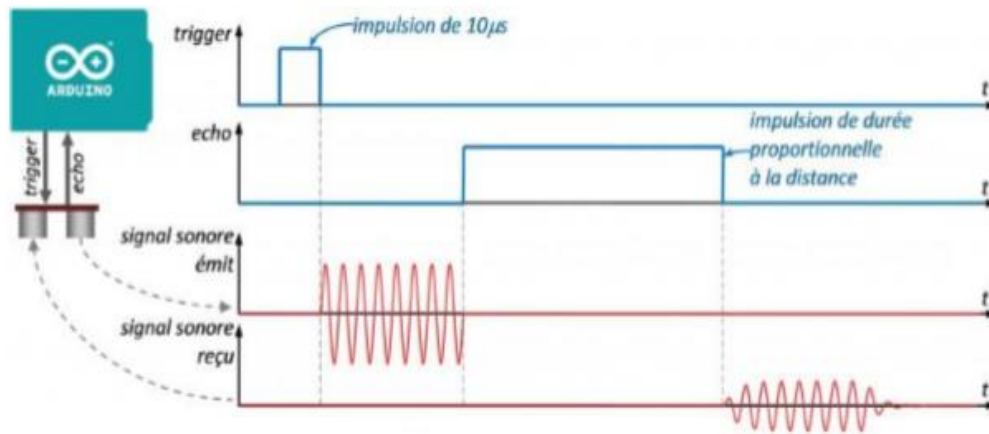 impulsion de 10µs
trigger
t
ARDUINO
echo
impulsion de durée
proportionnelle
à la distance
t
trigger
echo
signal sonore
émit
t
signal sonore
reçu
t